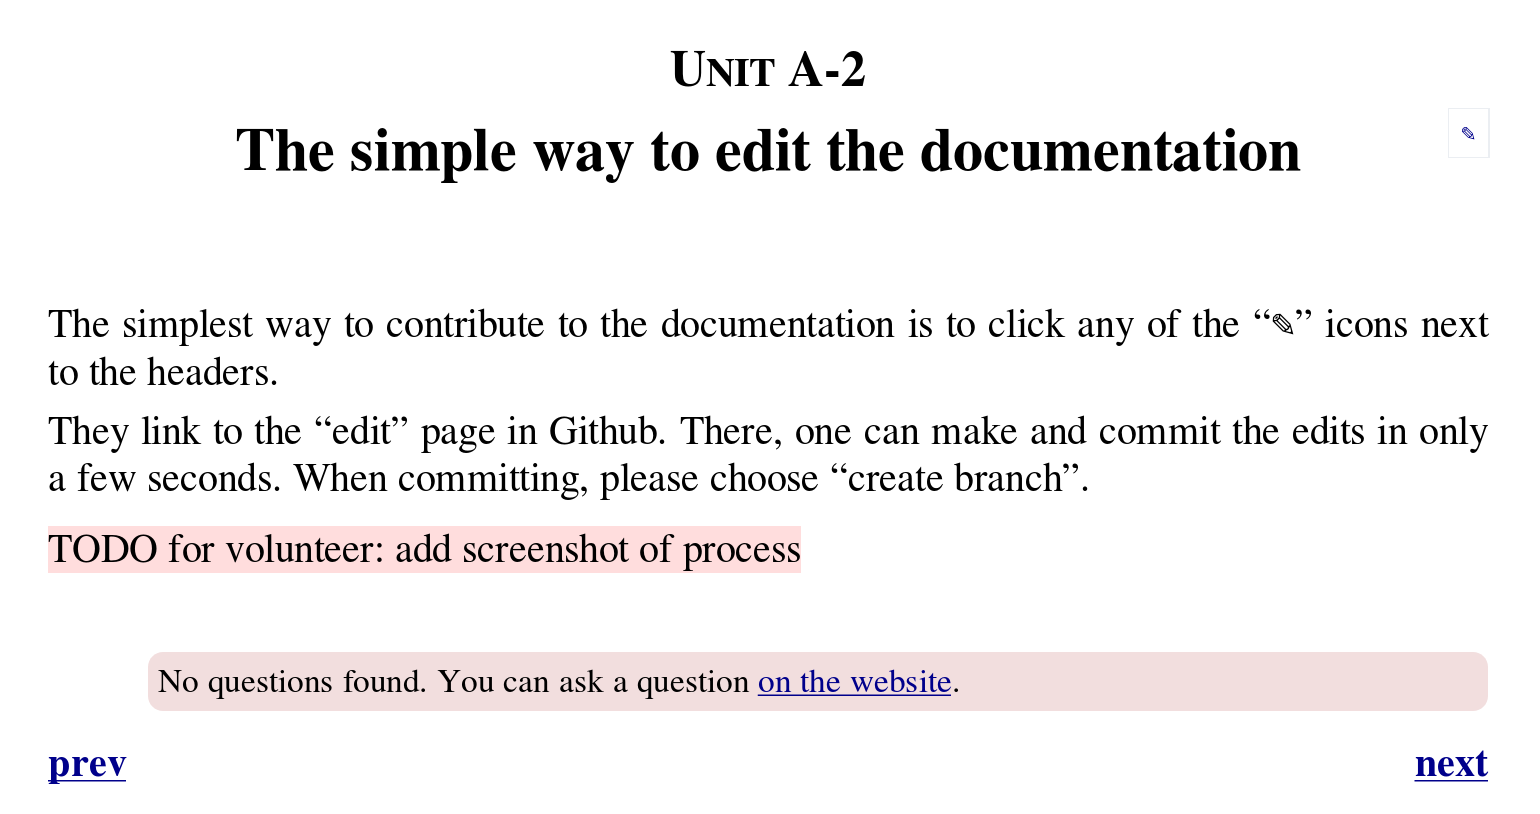 UNIT A-2
The simple way to edit the documentation
✎
The simplest way to contribute to the documentation is to click any of the “✎” icons next
to the headers.
They link to the “edit” page in Github. There, one can make and commit the edits in only
a few seconds. When committing, please choose “create branch”.
TODO for volunteer: add screenshot of process
No questions found. You can ask a question on the website.
prev
next